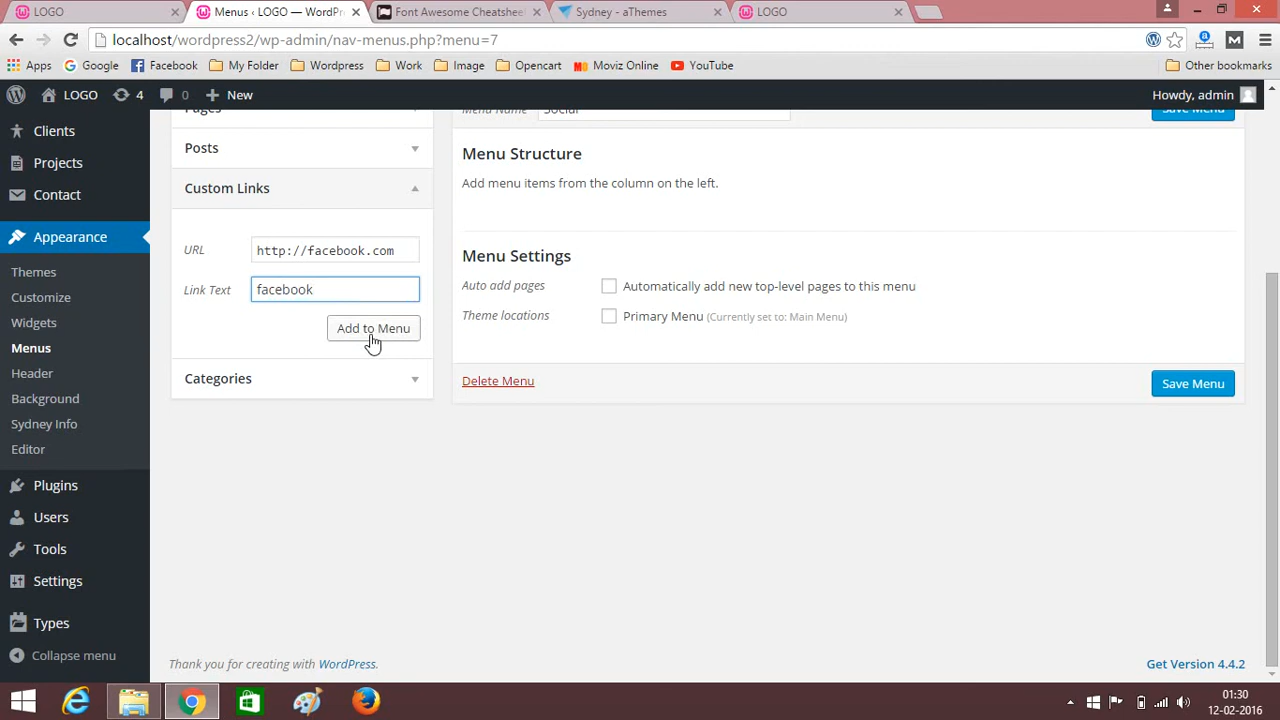 LOGO
Menus ‹ LOGO — WordPr
Font Awesome Cheatshee
Sydney - aThemes
LOGO
localhost/wordpress2/wp-admin/nav-menus.php?menu=7
Apps
Google
Facebook
My Folder
Wordpress
Work
Image
Opencart
Moviz Online
YouTube
Other bookmarks
LOGO
4
0
New
Howdy, admin
Clients
Projects
Contact
Appearance
Themes
Customize
Widgets
Menus
Header
Background
Sydney Info
Editor
Plugins
Users
Tools
Settings
Types
Collapse menu
Pages
Posts
Custom Links
URL
http://facebook.com
Link Text
facebook
Add to Menu
Categories
Menu Name
Social
Save Menu
Menu Structure
Add menu items from the column on the left.
Menu Settings
Auto add pages
Automatically add new top-level pages to this menu
Theme locations
Primary Menu (Currently set to: Main Menu)
Delete Menu
Save Menu
Thank you for creating with WordPress.
Get Version 4.4.2
01:30
12-02-2016